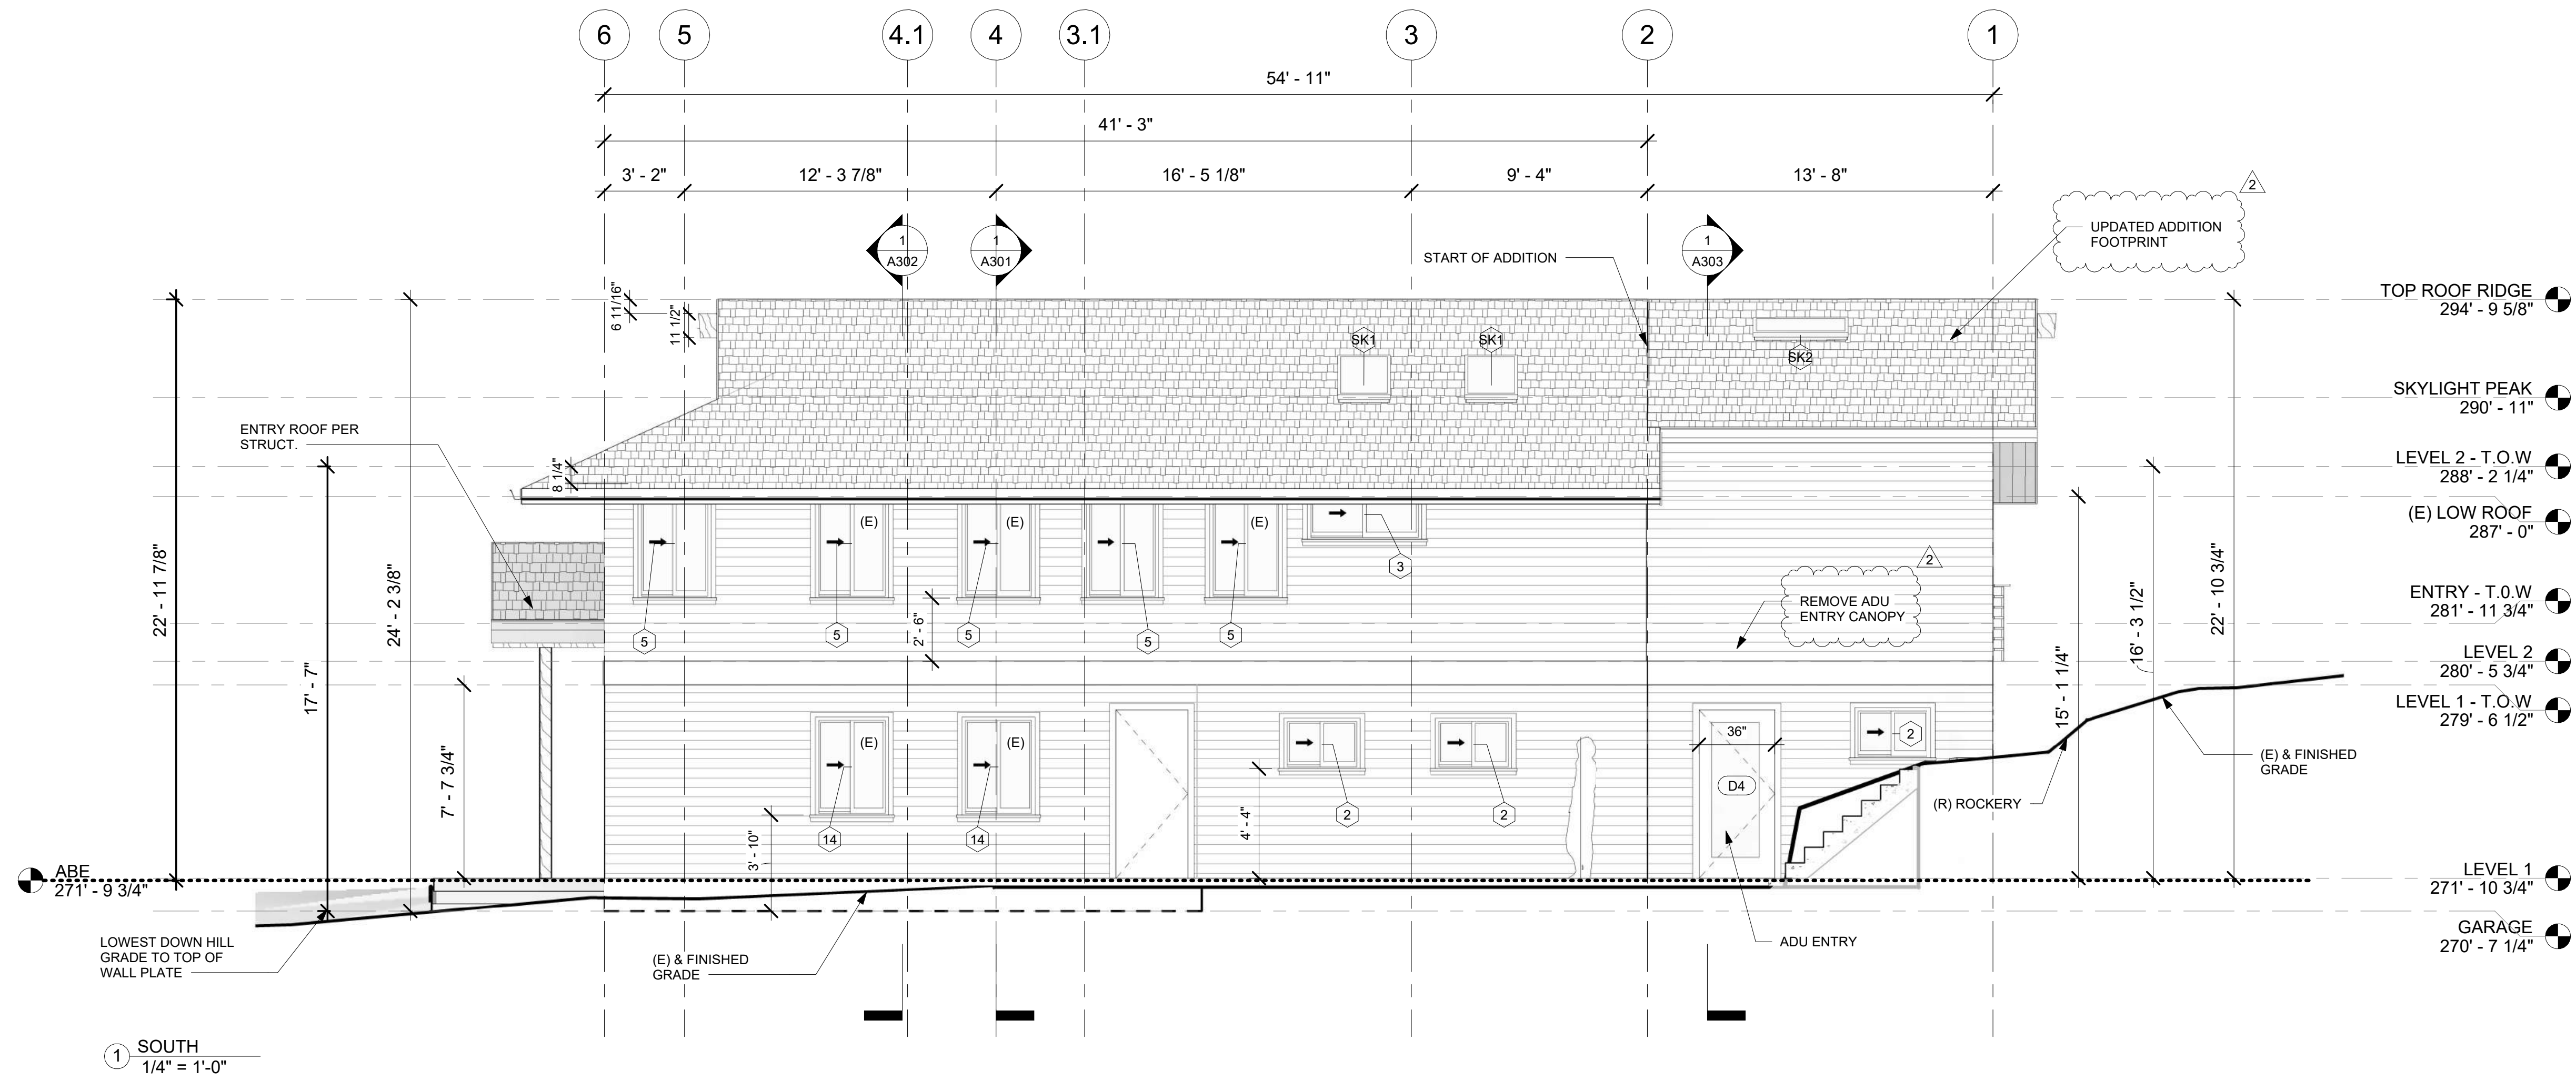 6
5
4.1
4
3.1
3
2
1
54' - 11"
41' - 3"
3' - 2"
12' - 3 7/8"
16' - 5 1/8"
9' - 4"
13' - 8"
2
UPDATED ADDITION
FOOTPRINT
1
A302
1
A301
START OF ADDITION
1
A303
6 11/16"
11 1/2"
TOP ROOF RIDGE
294' - 9 5/8"
SK1
SK1
SK2
SKYLIGHT PEAK
290' - 11"
ENTRY ROOF PER
STRUCT.
8 1/4"
LEVEL 2 - T.O.W
288' - 2 1/4"
(E) LOW ROOF
287' - 0"
(E)
(E)
(E)
3
2
REMOVE ADU
ENTRY CANOPY
22' - 11 7/8"
17' - 7"
24' - 2 3/8"
7' - 7 3/4"
5
5
5
5
5
2' - 6"
15' - 1 1/4"
16' - 3 1/2"
22' - 10 3/4"
ENTRY - T.0.W
281' - 11 3/4"
LEVEL 2
280' - 5 3/4"
LEVEL 1 - T.O.W
279' - 6 1/2"
(E)
(E)
36"
2
D4
(E) & FINISHED
GRADE
(R) ROCKERY
14
14
3' - 10"
4' - 4"
2
2
ABE
271' - 9 3/4"
LEVEL 1
271' - 10 3/4"
LOWEST DOWN HILL
GRADE TO TOP OF
WALL PLATE
(E) & FINISHED
GRADE
ADU ENTRY
GARAGE
270' - 7 1/4"
1
SOUTH
1/4" = 1'-0"